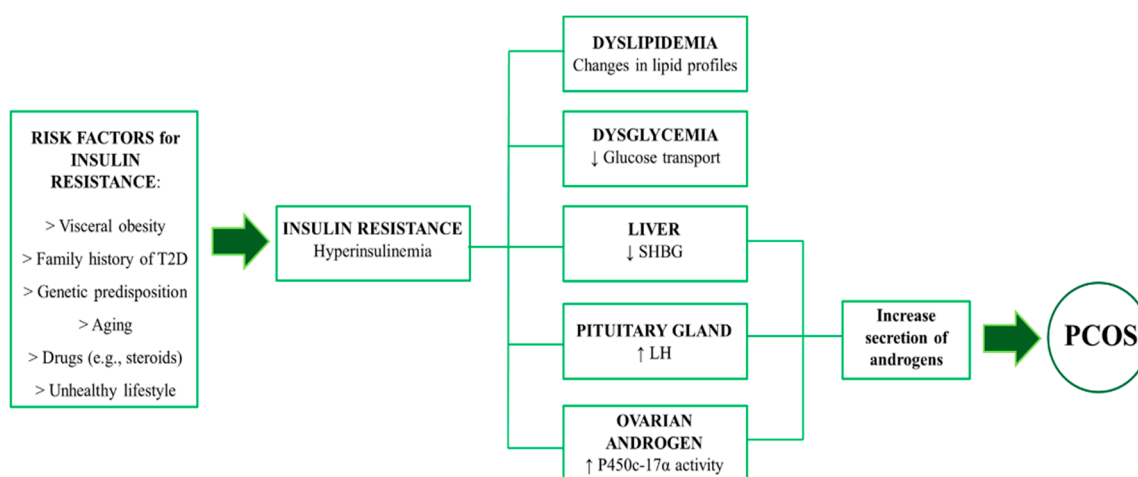 RISK FACTORS for
INSULIN
RESISTANCE:
> Visceral obesity
> Family history of T2D
> Genetic predisposition
> Aging
> Drugs (e.g., steroids)
> Unhealthy lifestyle
INSULIN RESISTANCE
Hyperinsulinemia
DYSLIPIDEMIA
Changes in lipid profiles
DYSGLYCEMIA
↓ Glucose transport
LIVER
↓ SHBG
PITUITARY GLAND
↑ LH
OVARIAN
ANDROGEN
↑ P450c-17α activity
Increase
secretion of
androgens
PCOS